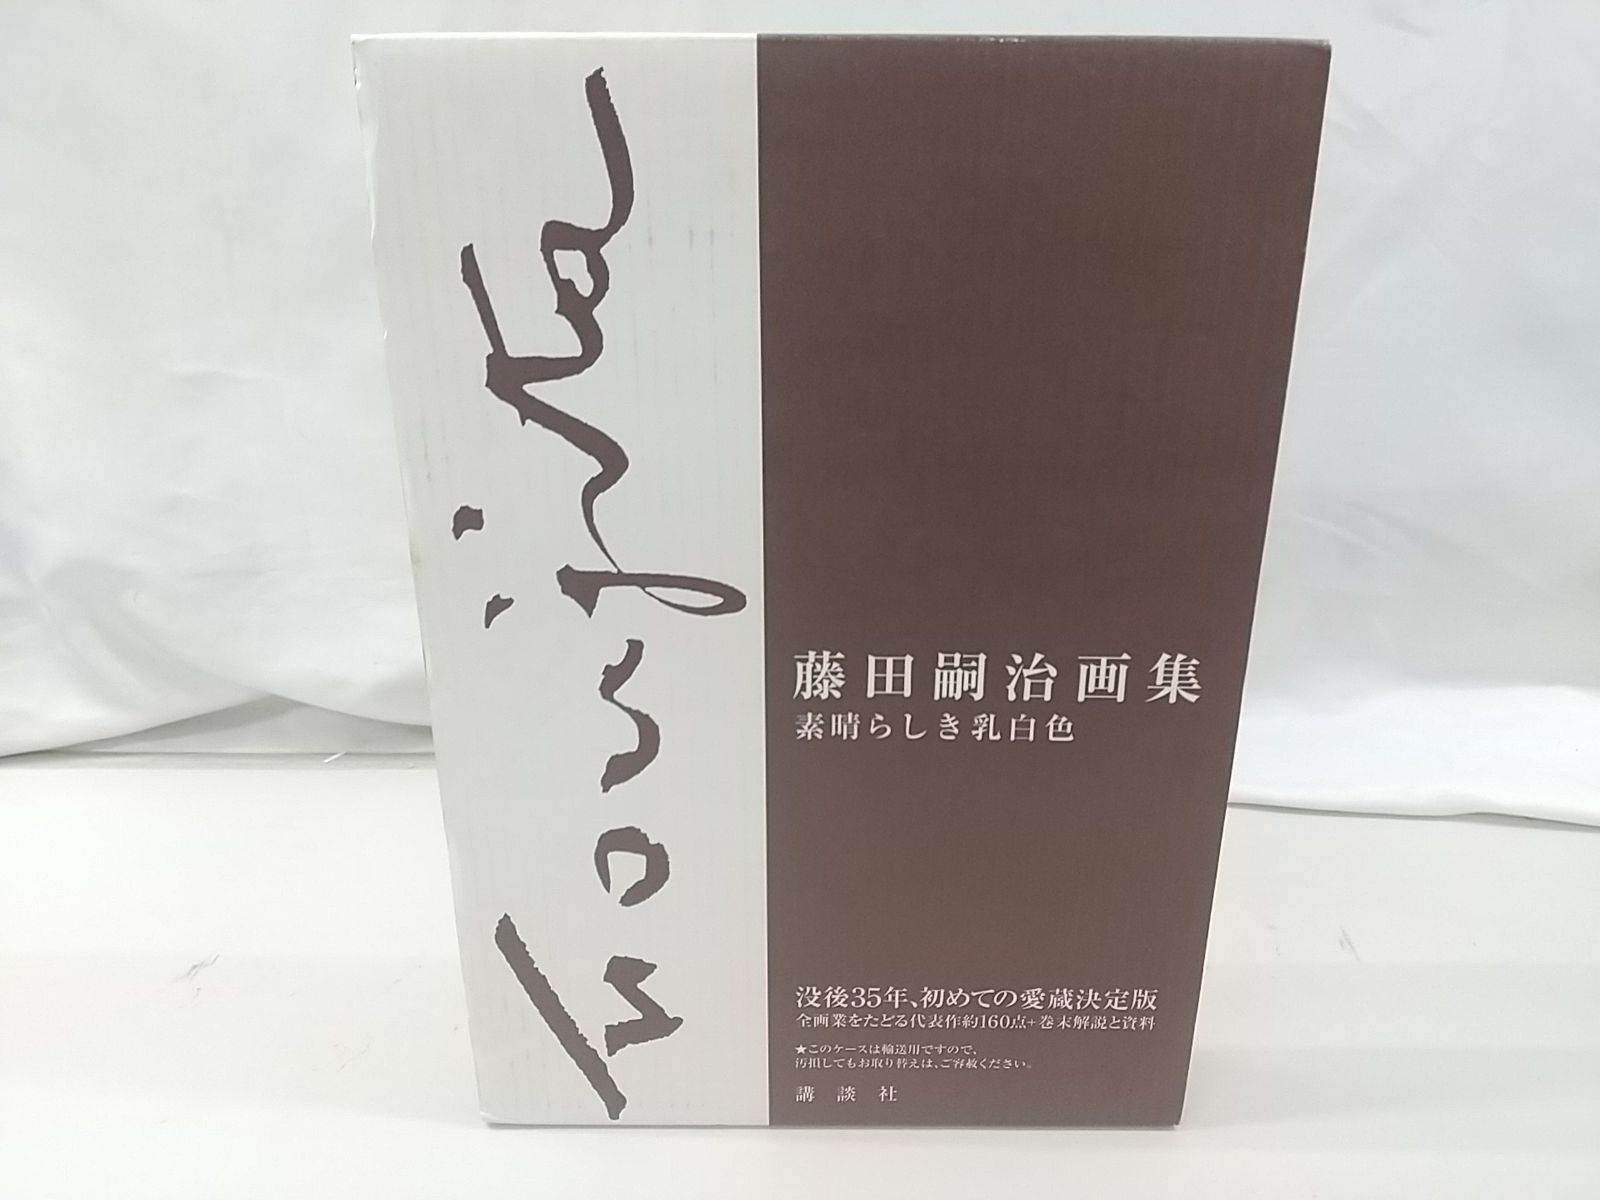 Foujita
藤田嗣治画集
素晴らしき乳白色
没後35年、初めての愛蔵決定版
全画業をたどる代表作約160点+巻末解説と資料
★このケースは輸送用ですので、
汚損してもお取り替えは、ご容赦ください。
講談社